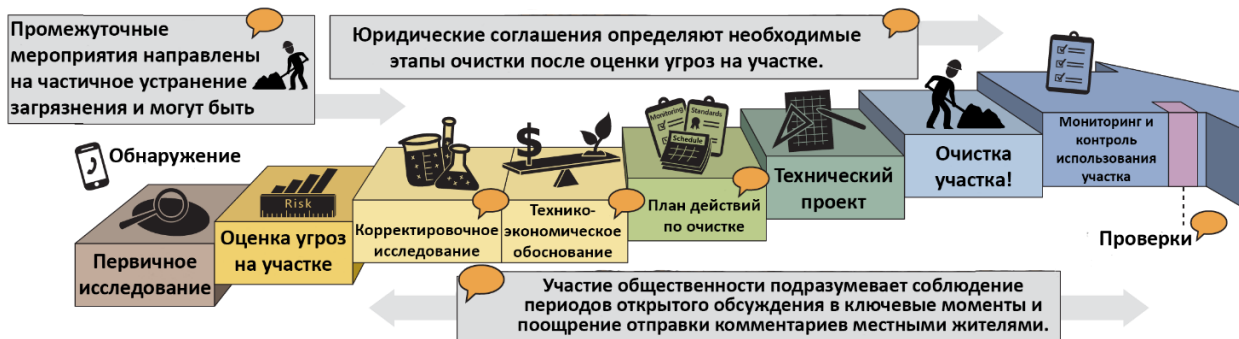 Промежуточные
мероприятия направлены
на частичное устранение
загрязнения и могут быть
Юридические соглашения определяют необходимые
этапы очистки после оценки угроз на участке.
Обнаружение
Первичное
исследование
Risk
Оценка угроз
на участке
Корректировочное
исследование
$
Технико-
экономическое
обоснование
Monitoring
Standards
Schedule
План действий
по очистке
Технический
проект
Очистка
участка!
Мониторинг и
контроль
использования
участка
Проверки
Участие общественности подразумевает соблюдение
периодов открытого обсуждения в ключевые моменты и
поощрение отправки комментариев местными жителями.